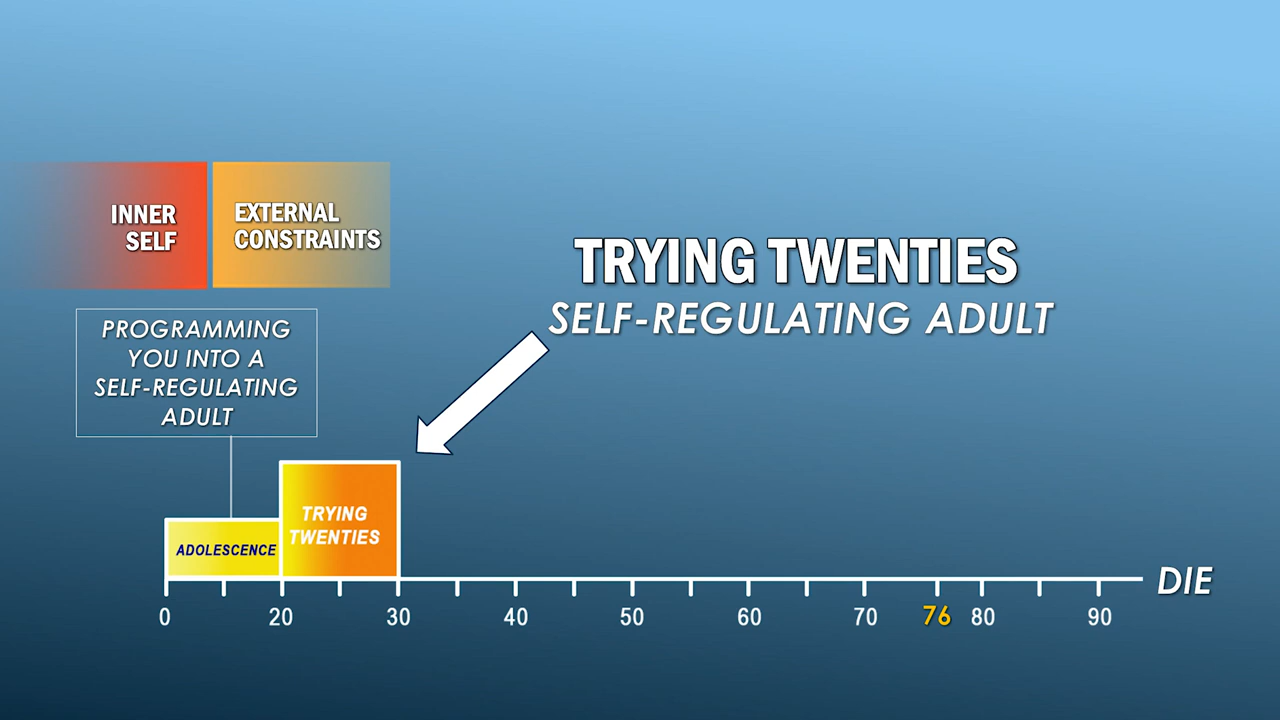 INNER
SELF
EXTERNAL
CONSTRAINTS
TRYING TWENTIES
SELF-REGULATING ADULT
PROGRAMMING
YOU INTO A
SELF-REGULATING
ADULT
TRYING
TWENTIES
ADOLESCENCE
DIE
0 20 30 40 50 60 70 76 80 90